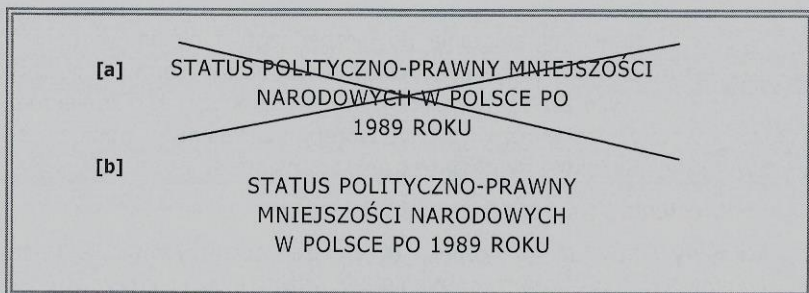 [a] STATUS POLITYCZNO-PRAWNY MNIEJSZOŚCI
NARODOWYCH W POLSCE PO
1989 ROKU
[b]
STATUS POLITYCZNO-PRAWNY
MNIEJSZOŚCI NARODOWYCH
W POLSCE PO 1989 ROKU